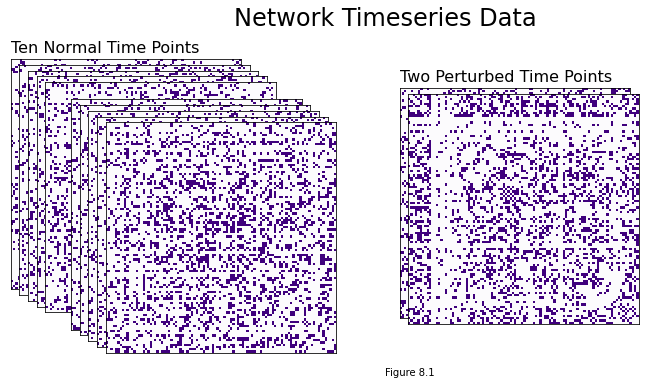 Network Timeseries Data
Ten Normal Time Points
Two Perturbed Time Points
Figure 8.1